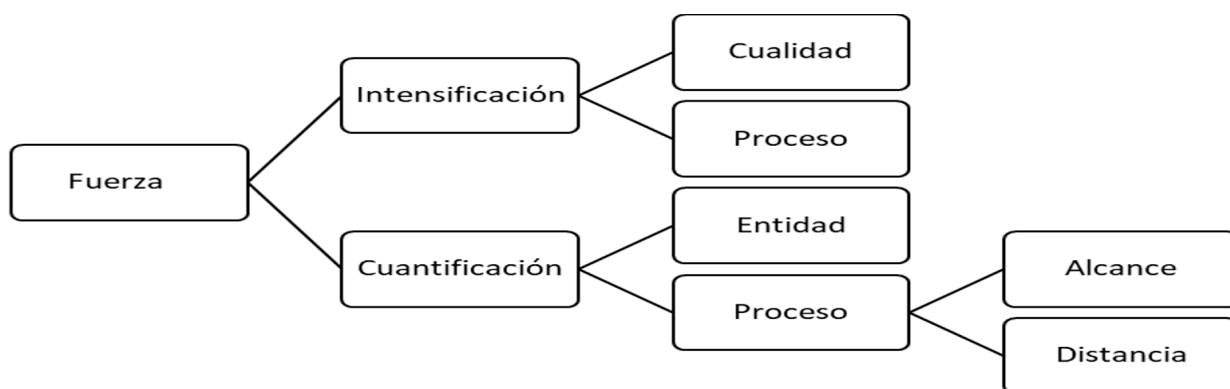 Fuerza
Intensificación
Cualidad
Proceso
Cuantificación
Entidad
Proceso
Alcance
Distancia